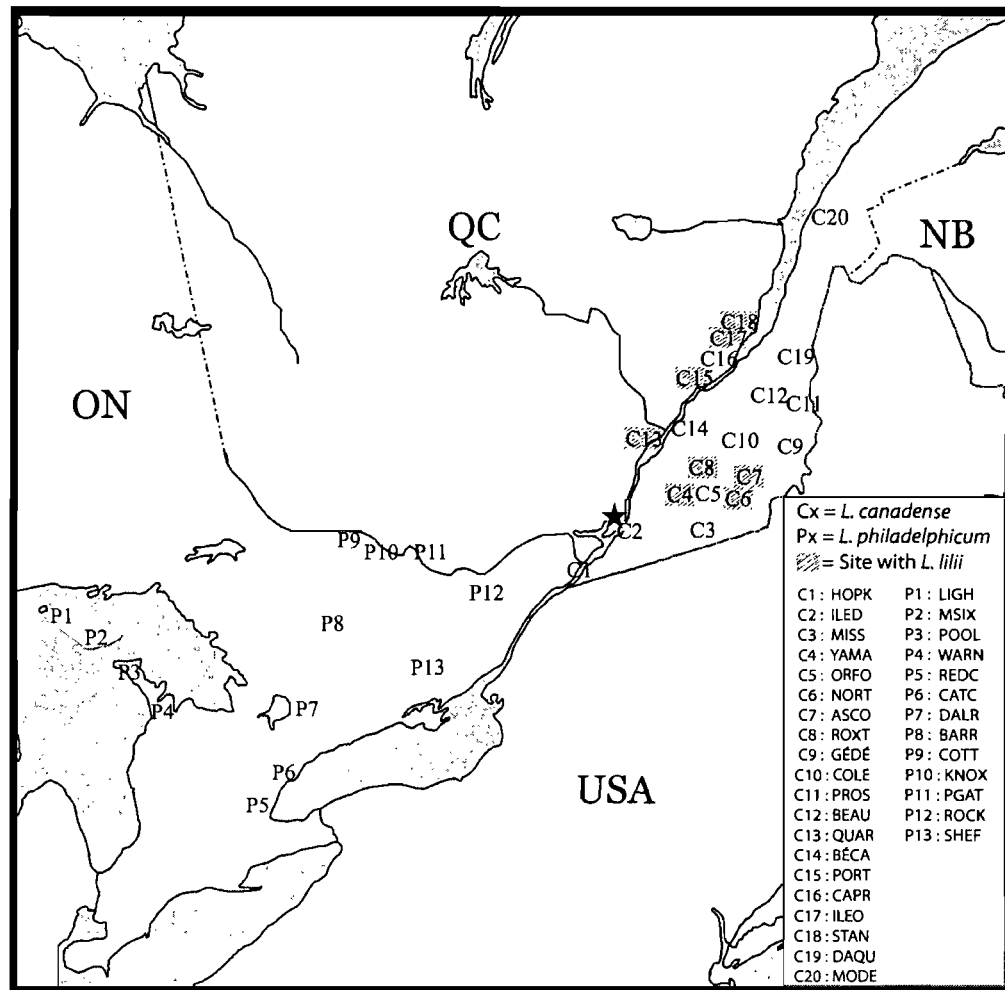 C20
QC
NB
C18
C17
C16
C19
C15
ON
C12
C11
C14
C13
C10
C9
C8
C7
C4 C5 C6
C2
C3
P9
P10 P11
C1
P12
P1
P8
P2
P13
P3
P4
P7
P6
USA
P5
Cx = L. canadense
Px = L. philadelphicum
= Site with L. lilii
C1 : HOPK P1 : LIGH
C2 : ILED P2 : MSIX
C3 : MISS P3 : POOL
C4 : YAMA P4 : WARN
C5 : ORFO P5 : REDC
C6 : NORT P6 : CATC
C7 : ASCO P7 : DALR
C8 : ROXT P8 : BARR
C9 : GÉDÉ P9 : COTT
C10 : COLE P10 : KNOX
C11 : PROS P11 : PGAT
C12 : BEAU P12 : ROCK
C13 : QUAR P13 : SHEF
C14 : BÉCA
C15 : PORT
C16 : CAPR
C17 : ILEO
C18 : STAN
C19 : DAQU
C20 : MODE